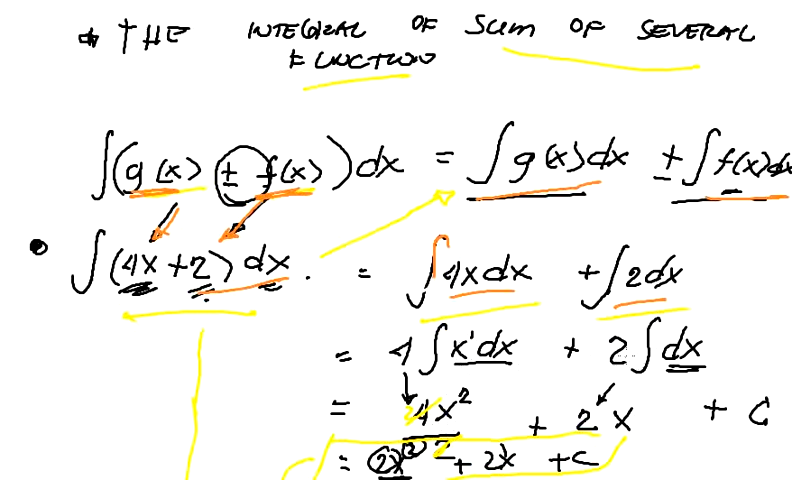 THE INTEGRAL OF SUM OF SEVERAL
FUNCTION
∫(g(x) ± f(x))dx = ∫g(x)dx ± ∫f(x)dx
∫(4x+2)dx. = ∫4xdx + ∫2dx
= 4∫x¹dx + 2∫dx
= 4x²/2 + 2x + C
= 2x² + 2x + C